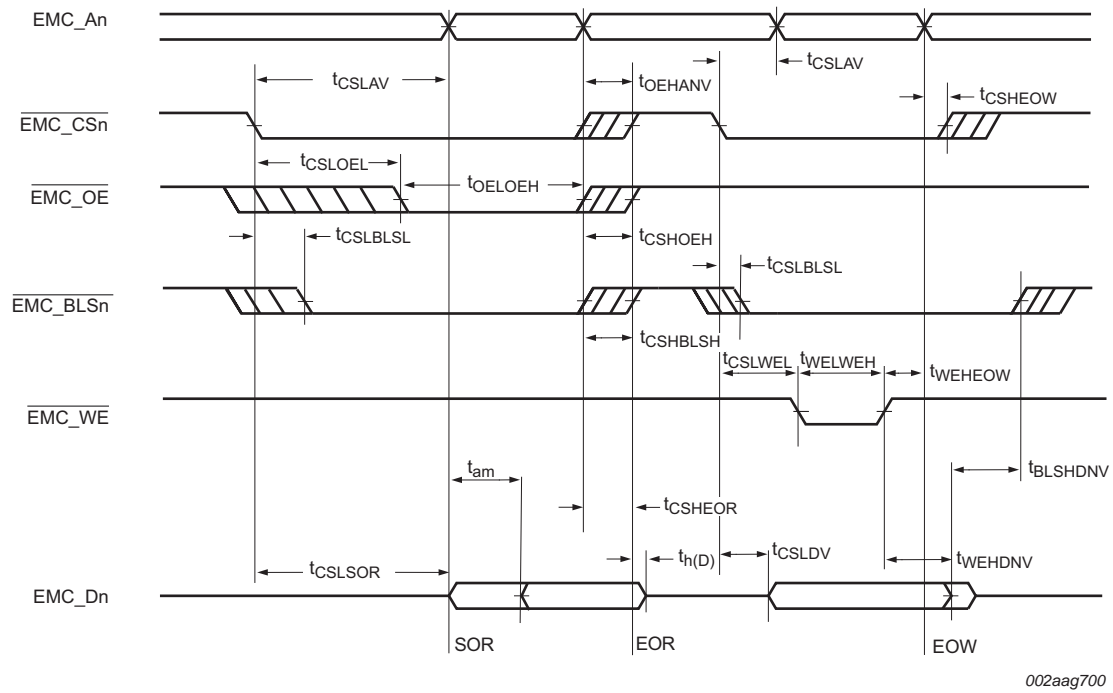 EMC_An
tCSLAV
tOEHANV
tCSLAV
tCSHEOW
EMC_CSn
tCSLOEL
tOELOEH
EMC_OE
tCSLBLSL
tCSHOEH
tCSLBLSL
EMC_BLSn
tCSHBLSH
tCSLWEL
tWELWEH
tWEHEOW
EMC_WE
tam
tBLSHDNV
tCSHEOR
tCSLSOR
th(D)
tCSLDV
tWEHDNV
EMC_Dn
SOR
EOR
EOW
002aag700